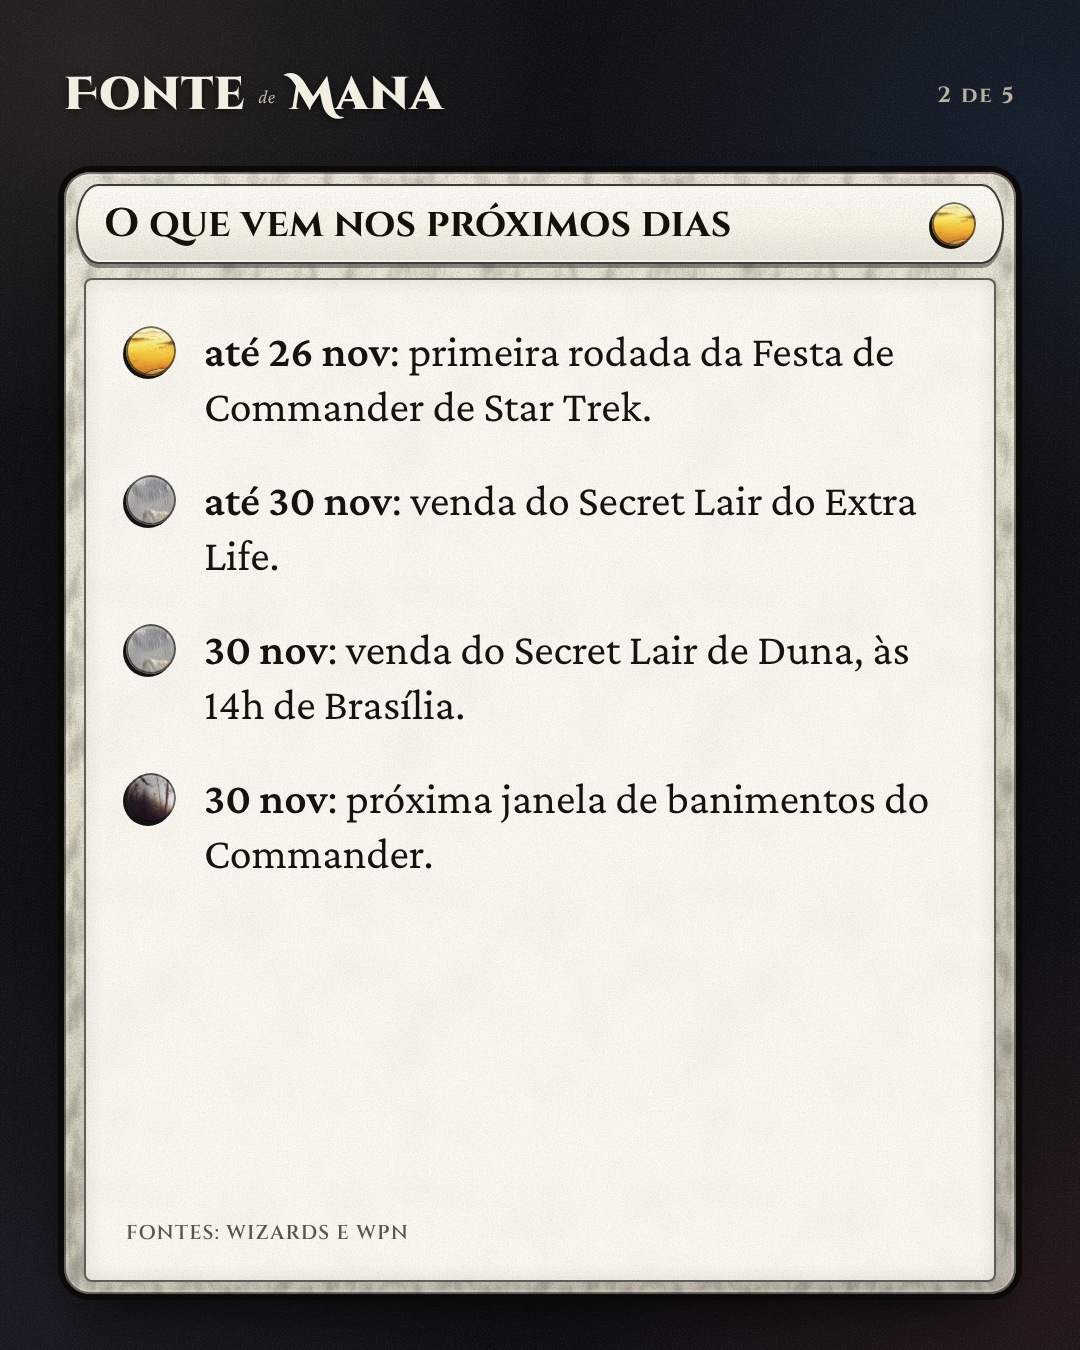 Fonte de Mana
2 de 5
O que vem nos próximos dias
até 26 nov: primeira rodada da Festa de
Commander de Star Trek.
até 30 nov: venda do Secret Lair do Extra
Life.
30 nov: venda do Secret Lair de Duna, às
14h de Brasília.
30 nov: próxima janela de banimentos do
Commander.
FONTES: WIZARDS E WPN